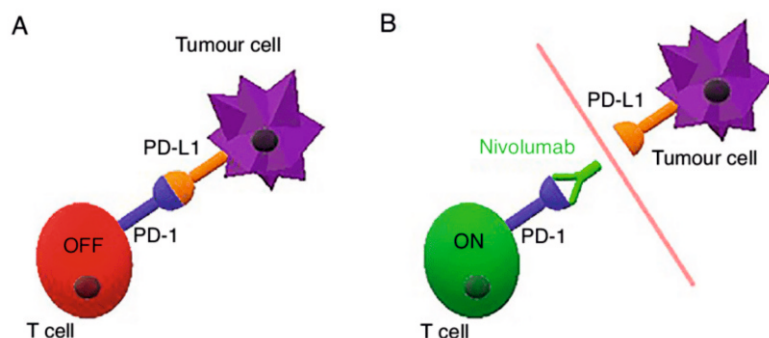 A
Tumour cell
PD-L1
OFF
PD-1
T cell
B
PD-L1
Nivolumab
Tumour cell
ON
PD-1
T cell